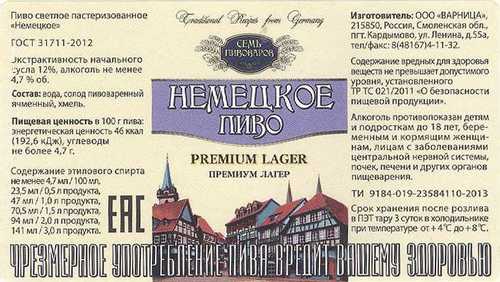 Пиво светлое пастеризованное
«Немецкое»
ГОСТ 31711-2012
Экстрактивность начального
сусла 12%, алкоголь не менее
4,7 % об.
Состав: вода, солод пивоваренный
ячменный, хмель.
Пищевая ценность в 100 г пива:
энергетическая ценность 46 ккал
(192,6 кДж), углеводы
не более 4,7 г.
Содержание этилового спирта
не менее 4,7 мл / 100 мл,
23,5 мл / 0,5 л продукта,
47 мл / 1,0 л продукта,
70,5 мл / 1,5 л продукта,
94 мл / 2,0 л продукта,
141 мл / 3,0 л продукта.
ЕАС
Traditional Recipes from Germany
СЕМЬ
ПИВОВАРОВ
НЕМЕЦКОЕ
ПИВО
PREMIUM LAGER
ПРЕМИУМ ЛАГЕР
Изготовитель: ООО «ВАРНИЦА»,
215850, Россия, Смоленская обл.,
пгт. Кардымово, ул. Ленина, д.55а,
тел/факс: 8(48167)4-11-32.
Содержание вредных для здоровья
веществ не превышает допустимого
уровня, установленного
ТР ТС 021/2011 «О безопасности
пищевой продукции».
Алкоголь противопоказан детям
и подросткам до 18 лет, бере-
менным и кормящим женщи-
нам, лицам с заболеваниями
центральной нервной системы,
почек, печени и других органов
пищеварения.
ТИ 9184-019-23584110-2013
Срок хранения после розлива
в ПЭТ тару 3 суток в холодильнике
при температуре от +4°С до +8°С.
ЧРЕЗМЕРНОЕ УПОТРЕБЛЕНИЕ ПИВА ВРЕДИТ ВАШЕМУ ЗДОРОВЬЮ